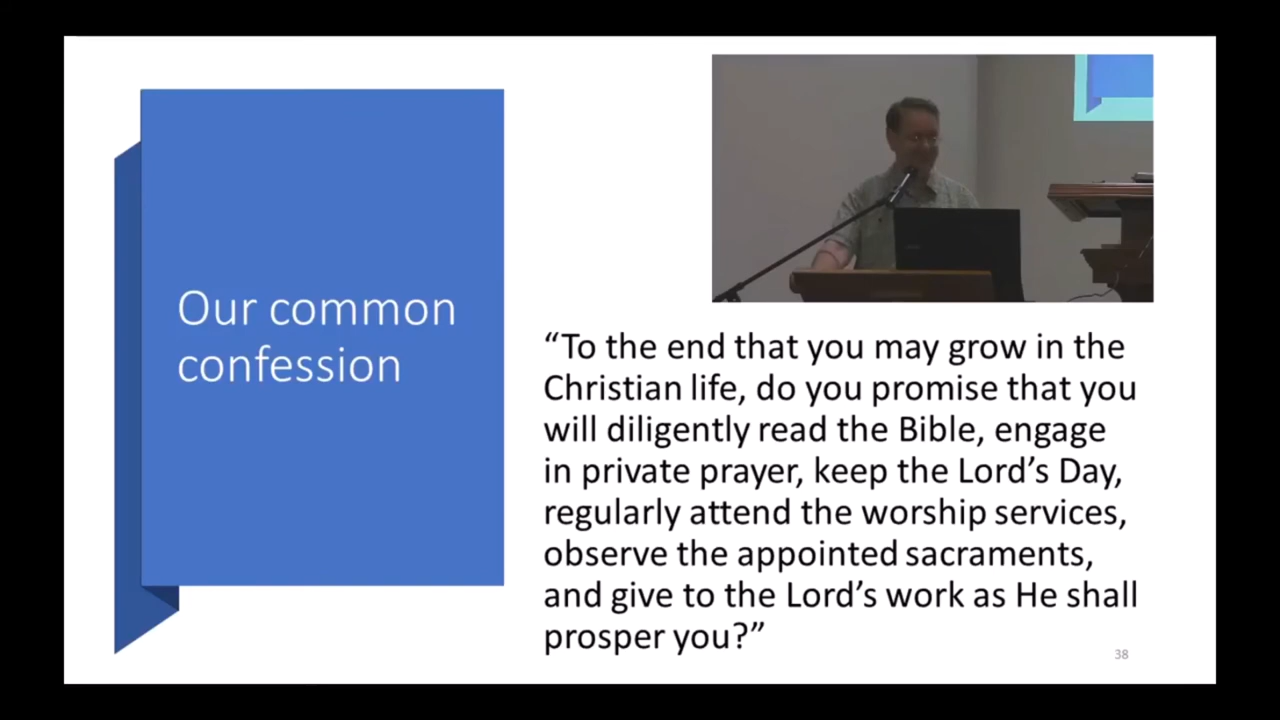 Our common
confession
“To the end that you may grow in the
Christian life, do you promise that you
will diligently read the Bible, engage
in private prayer, keep the Lord’s Day,
regularly attend the worship services,
observe the appointed sacraments,
and give to the Lord’s work as He shall
prosper you?”
38